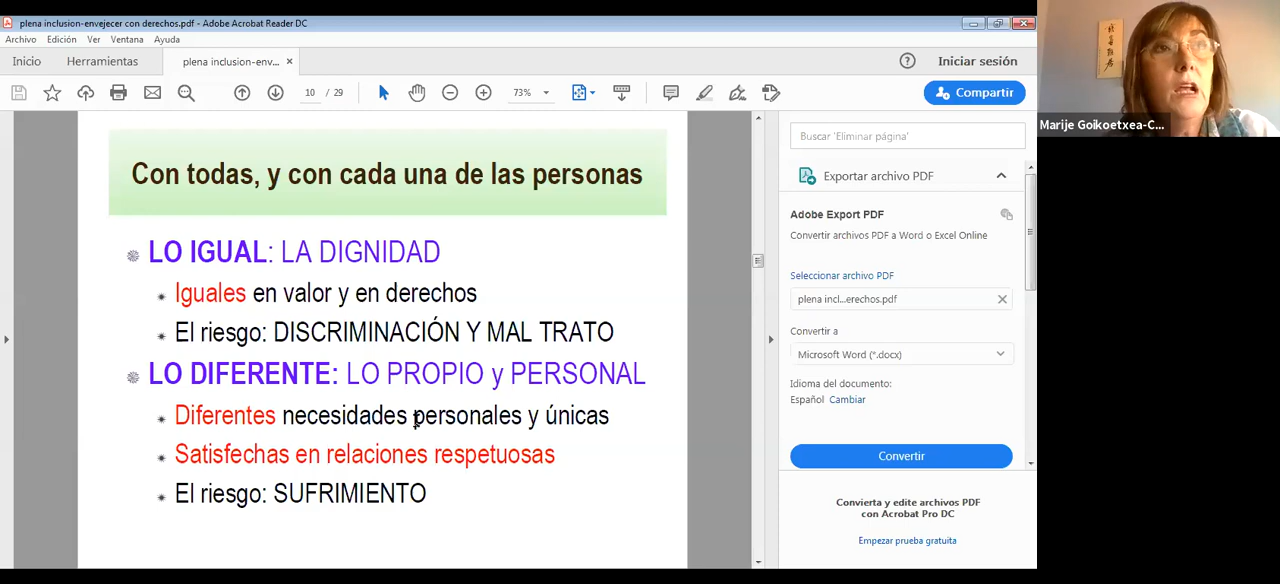 plena inclusion-envejecer con derechos.pdf - Adobe Acrobat Reader DC
Archivo Edición Ver Ventana Ayuda
Inicio Herramientas plena inclusion-env... × Iniciar sesión
10 / 29 73% Compartir
Con todas, y con cada una de las personas
LO IGUAL: LA DIGNIDAD
Iguales en valor y en derechos
El riesgo: DISCRIMINACIÓN Y MAL TRATO
LO DIFERENTE: LO PROPIO y PERSONAL
Diferentes necesidades personales y únicas
Satisfechas en relaciones respetuosas
El riesgo: SUFRIMIENTO
Buscar 'Eliminar página'
Exportar archivo PDF
Adobe Export PDF
Convertir archivos PDF a Word o Excel Online
Seleccionar archivo PDF
plena incl...erechos.pdf
Convertir a
Microsoft Word (*.docx)
Idioma del documento:
Español Cambiar
Convertir
Convierta y edite archivos PDF
con Acrobat Pro DC
Empezar prueba gratuita
Marije Goikoetxea-C...